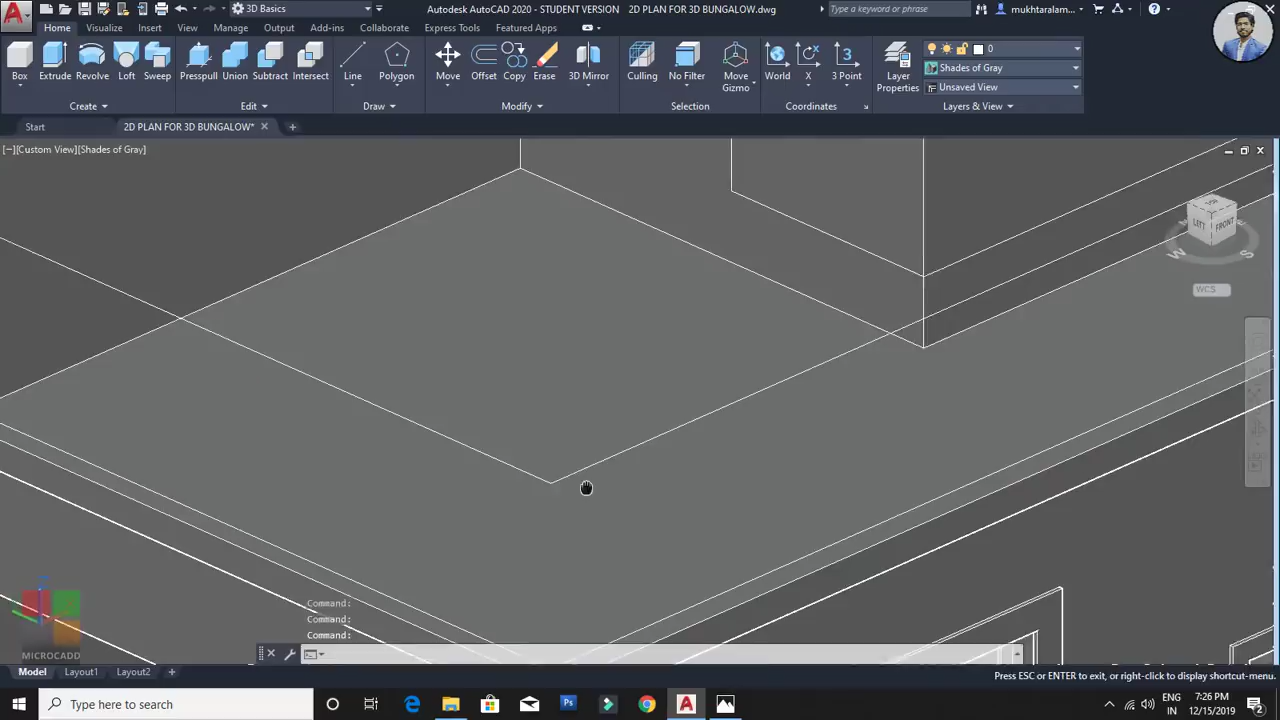 Autodesk AutoCAD 2020 - STUDENT VERSION 2D PLAN FOR 3D BUNGALOW.dwg
3D Basics
Type a keyword or phrase
mukhtaralam...
Home Visualize Insert View Manage Output Add-ins Collaborate Express Tools Featured Apps
Box Extrude Revolve Loft Sweep
Presspull Union Subtract Intersect
Line Polygon
Move Offset Copy Erase 3D Mirror
Culling No Filter Move Gizmo
World X 3 Point
Layer Properties
0
Shades of Gray
Unsaved View
Create Edit Draw Modify Selection Coordinates Layers & View
Start 2D PLAN FOR 3D BUNGALOW*
[−][Custom View][Shades of Gray]
LEFT FRONT
W S
WCS
Command:
Command:
Command:
MICROCADD
Model Layout1 Layout2
Press ESC or ENTER to exit, or right-click to display shortcut-menu.
Type here to search
ENG
IN
7:26 PM
12/15/2019
2